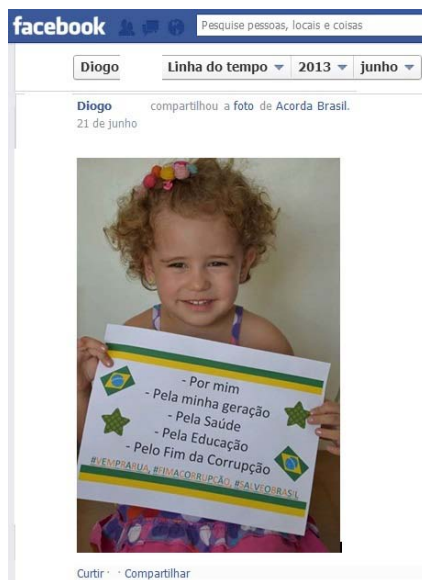 facebook Pesquise pessoas, locais e coisas
Diogo Linha do tempo 2013 junho
Diogo compartilhou a foto de Acorda Brasil.
21 de junho
- Por mim
- Pela minha geração
- Pela Saúde
- Pela Educação
- Pelo Fim da Corrupção
#VEMPRARUA, #FIMACORRUPÇÃO, #SALVEOBRASIL
Curtir · · Compartilhar